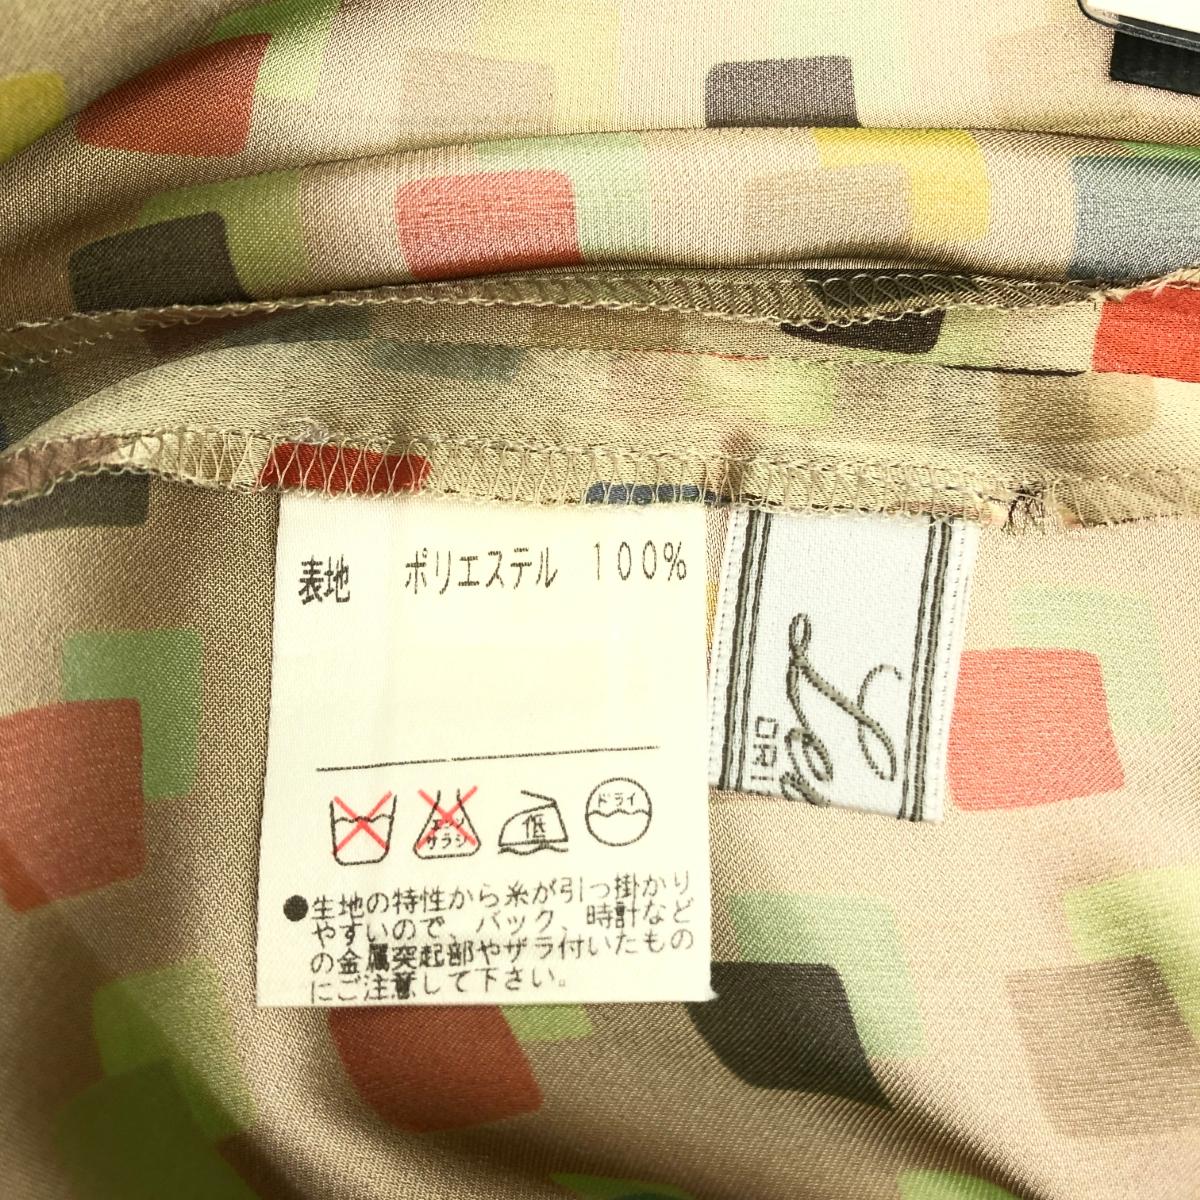 表地 ポリエステル 100%
エンソ
サラシ
低
ドライ
●生地の特性から糸が引っ掛かり
やすいので、バック、時計など
の金属突起部やザラ付いたもの
にご注意して下さい。
ORI